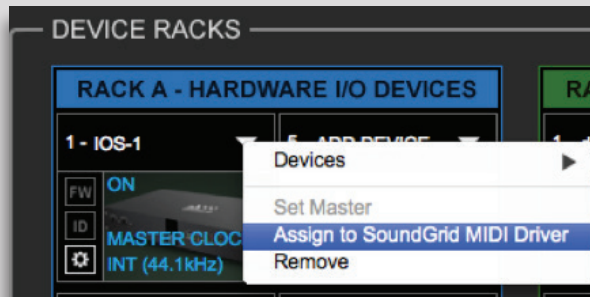 DEVICE RACKS
RACK A - HARDWARE I/O DEVICES
1 - IOS-1
Devices
Set Master
Assign to SoundGrid MIDI Driver
Remove
FW
ON
ID
MASTER CLOC
INT (44.1kHz)